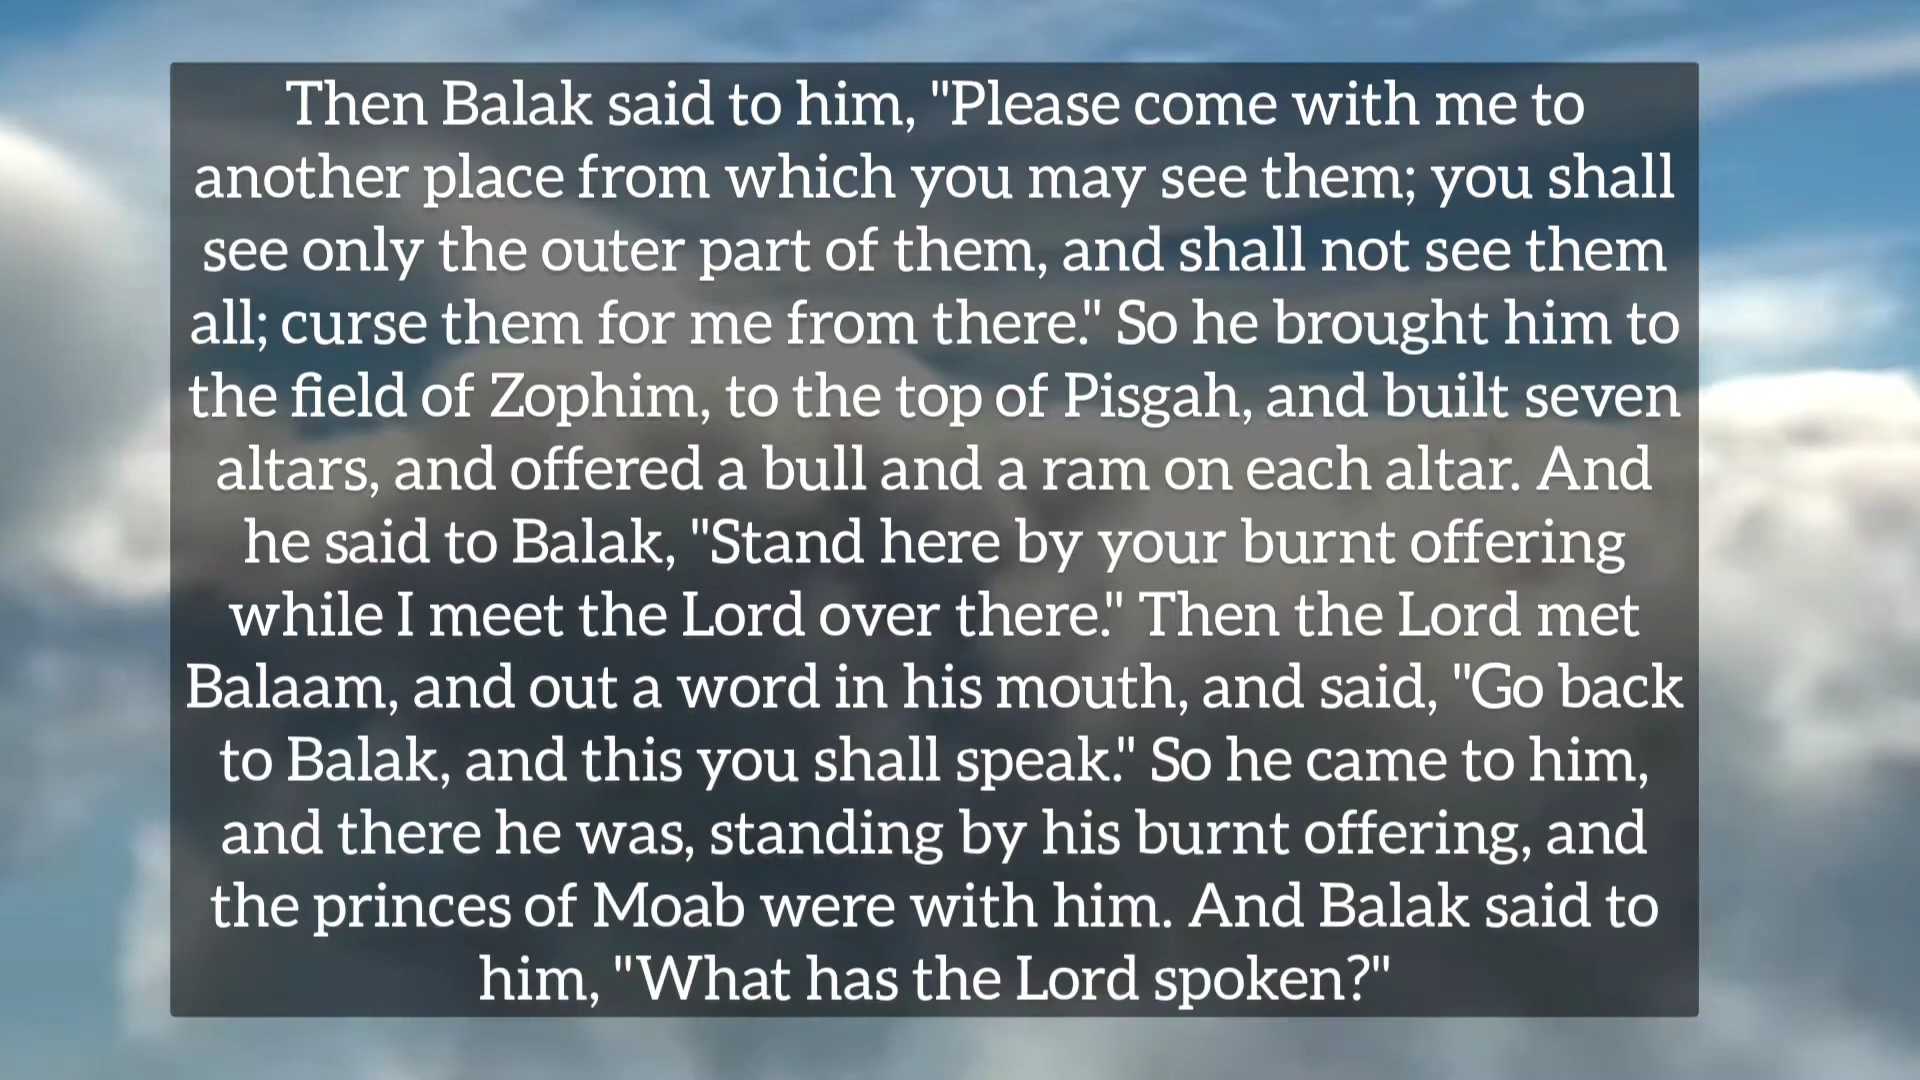 Then Balak said to him, "Please come with me to
another place from which you may see them; you shall
see only the outer part of them, and shall not see them
all; curse them for me from there." So he brought him to
the field of Zophim, to the top of Pisgah, and built seven
altars, and offered a bull and a ram on each altar. And
he said to Balak, "Stand here by your burnt offering
while I meet the Lord over there." Then the Lord met
Balaam, and out a word in his mouth, and said, "Go back
to Balak, and this you shall speak." So he came to him,
and there he was, standing by his burnt offering, and
the princes of Moab were with him. And Balak said to
him, "What has the Lord spoken?"